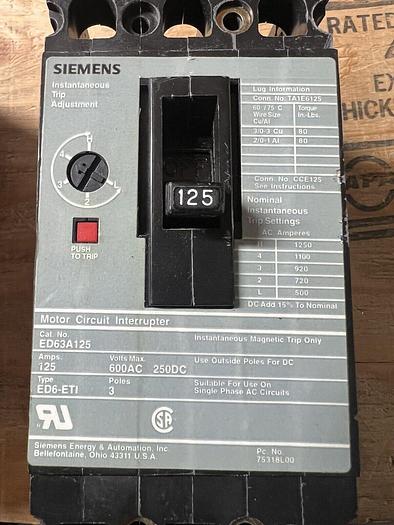 RATED
EX
HICK
SIEMENS
Instantaneous
Trip
Adjustment
H
4
3
2
L
PUSH
TO TRIP
125
Lug Information
Conn. No. TA1E6125
60 / 75 C
Wire Size
Cu/Al
Torque
In.-Lbs.
3/0-3 Cu 80
2/0-1 Al 80
Conn. No. CCE125
See Instructions
Nominal
Instantaneous
Trip Settings
AC. Amperes
H 1250
4 1100
3 920
2 720
L 500
DC Add 15% To Nominal
Motor Circuit Interrupter
Cat. No.
ED63A125
Instantaneous Magnetic Trip Only
Amps.
125
Volts Max.
600AC 250DC
Use Outside Poles For DC
Type
ED6-ETI
Poles
3
Suitable For Use On
Single Phase AC Circuits
RU
SA
Siemens Energy & Automation, Inc.
Bellefontaine, Ohio 43311 U.S.A.
Pc. No.
75318L00